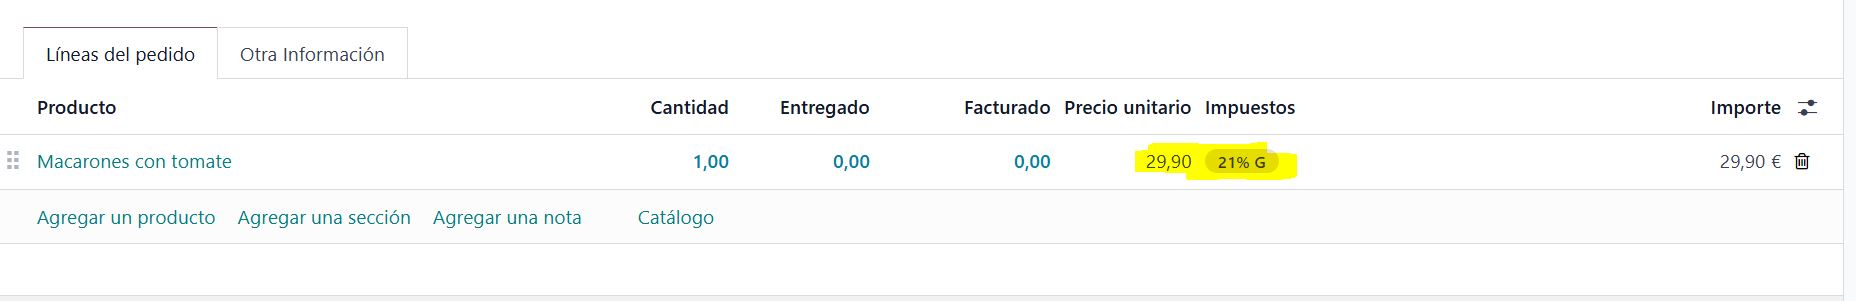 Líneas del pedido Otra Información
Producto Cantidad Entregado Facturado Precio unitario Impuestos Importe
Macarones con tomate 1,00 0,00 0,00 29,90 21% G 29,90 €
Agregar un producto Agregar una sección Agregar una nota Catálogo